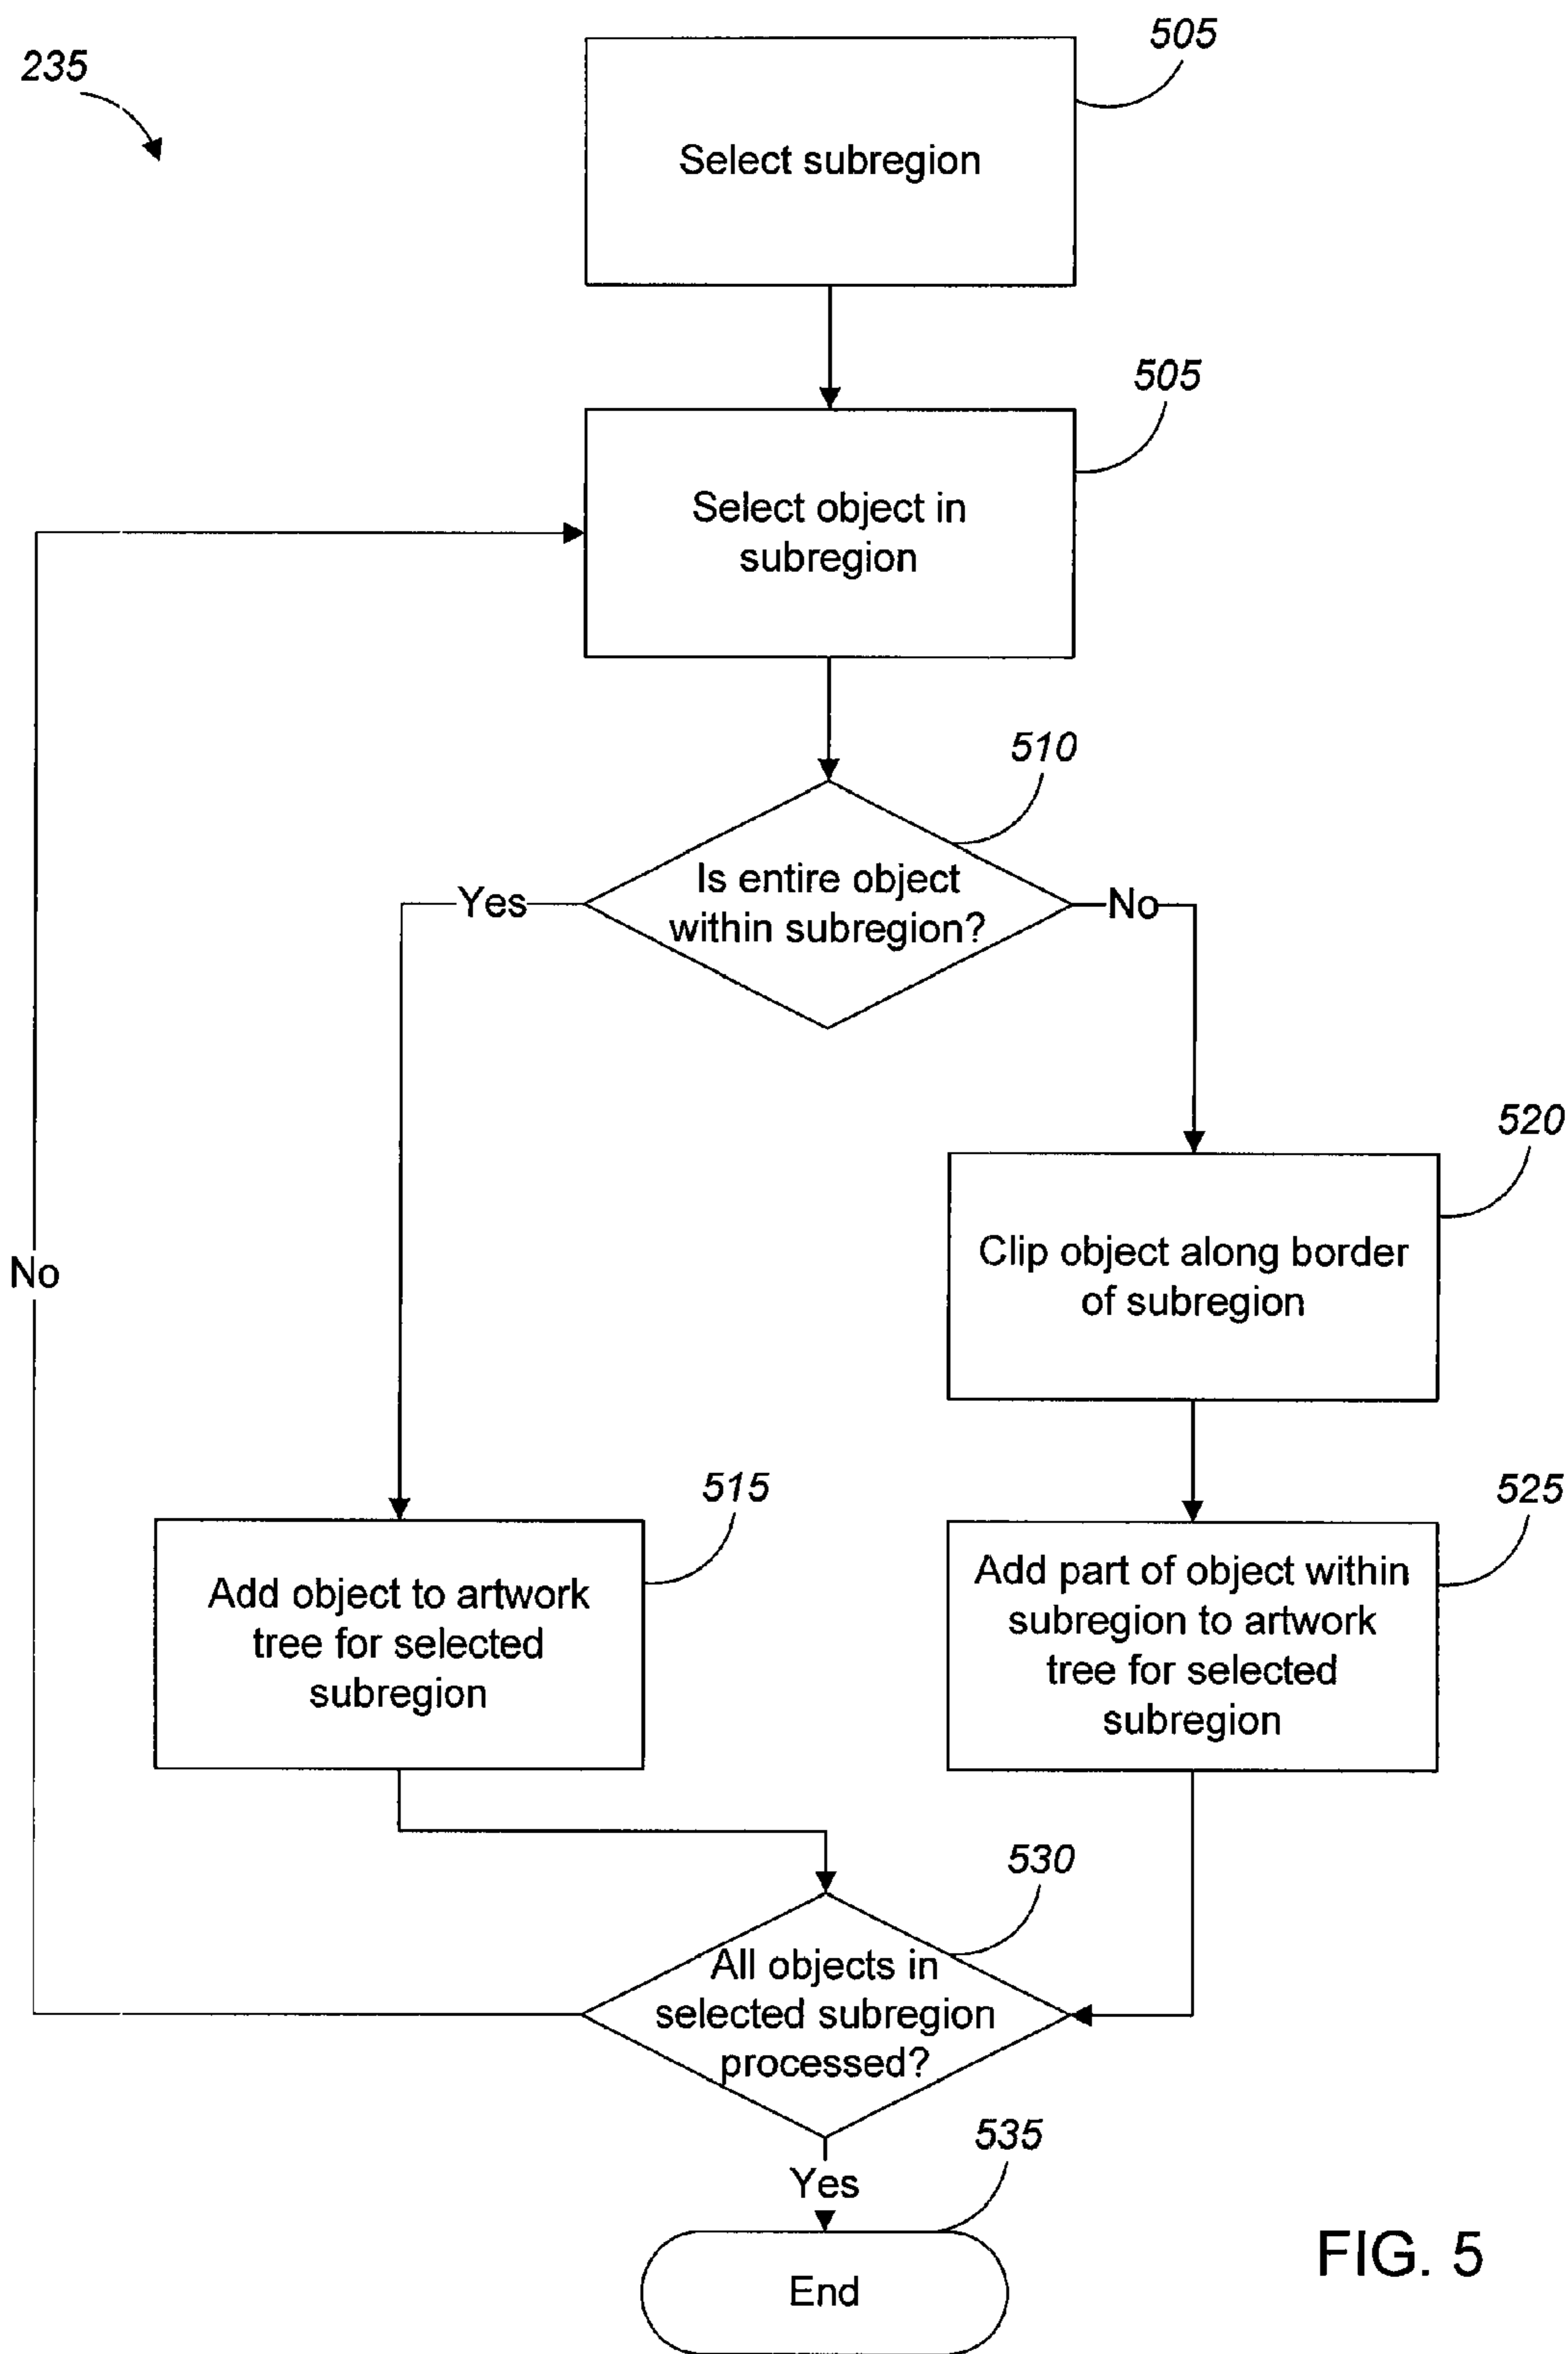 505
235
Select subregion
505
Select object in
subregion
510
Is entire object
within subregion?
Yes
No
520
Clip object along border
of subregion
No
515
525
Add object to artwork
tree for selected
subregion
Add part of object within
subregion to artwork
tree for selected
subregion
530
All objects in
selected subregion
processed?
535
Yes
End
FIG. 5